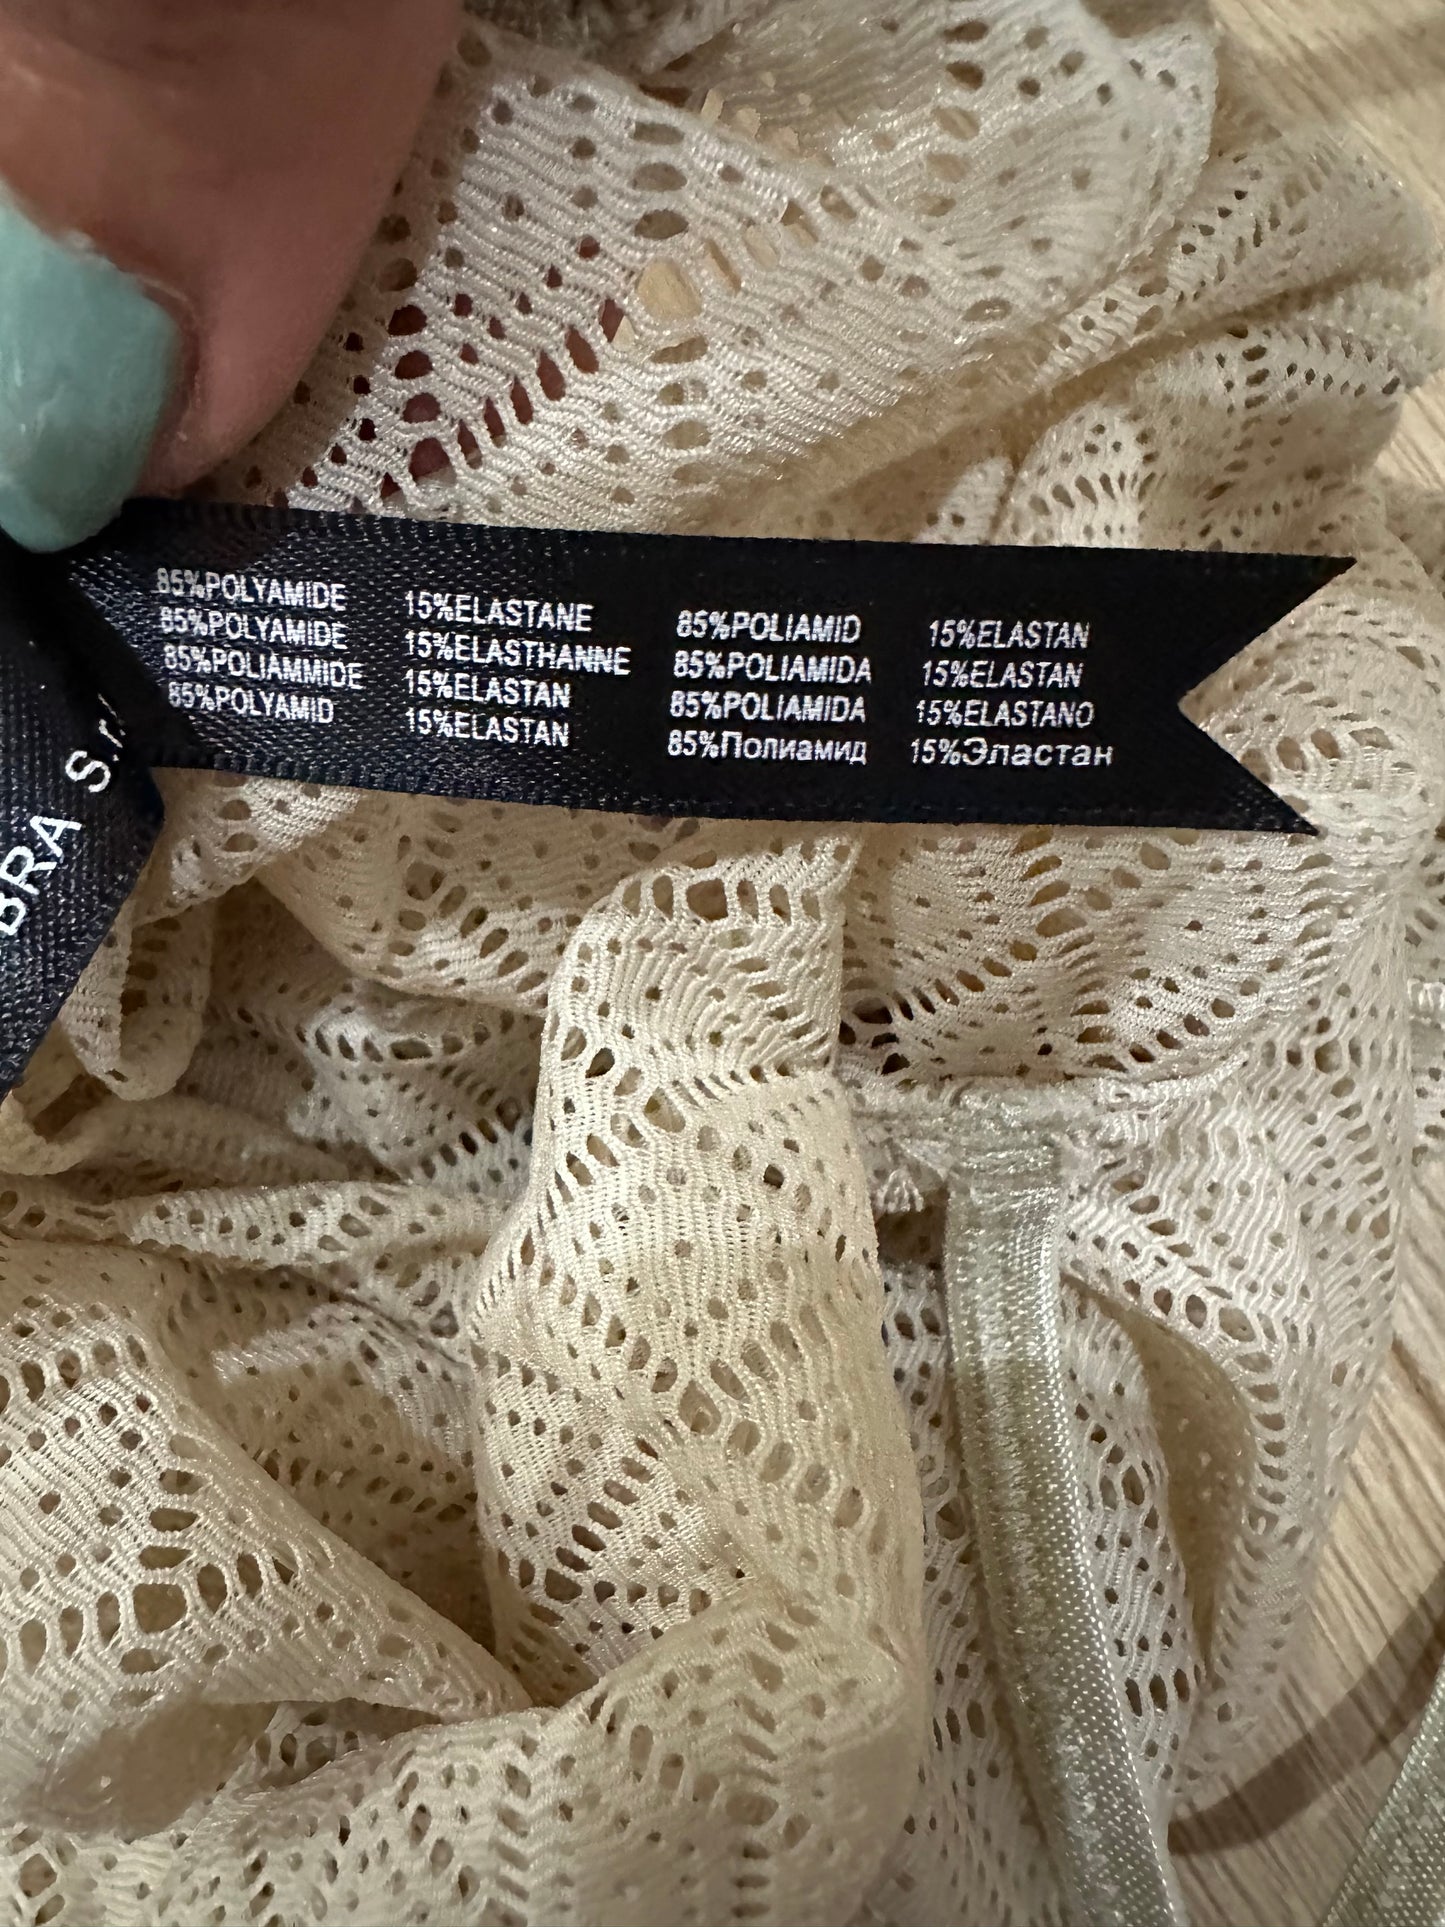 85%POLYAMIDE 15%ELASTANE 85%POLIAMID 15%ELASTAN
85%POLYAMIDE 15%ELASTHANNE 85%POLIAMIDA 15%ELASTAN
85%POLIAMMIDE 15%ELASTAN 85%POLIAMIDA 15%ELASTANO
85%POLYAMID 15%ELASTAN 85%Полиамид 15%Эластан
BRA S.r.